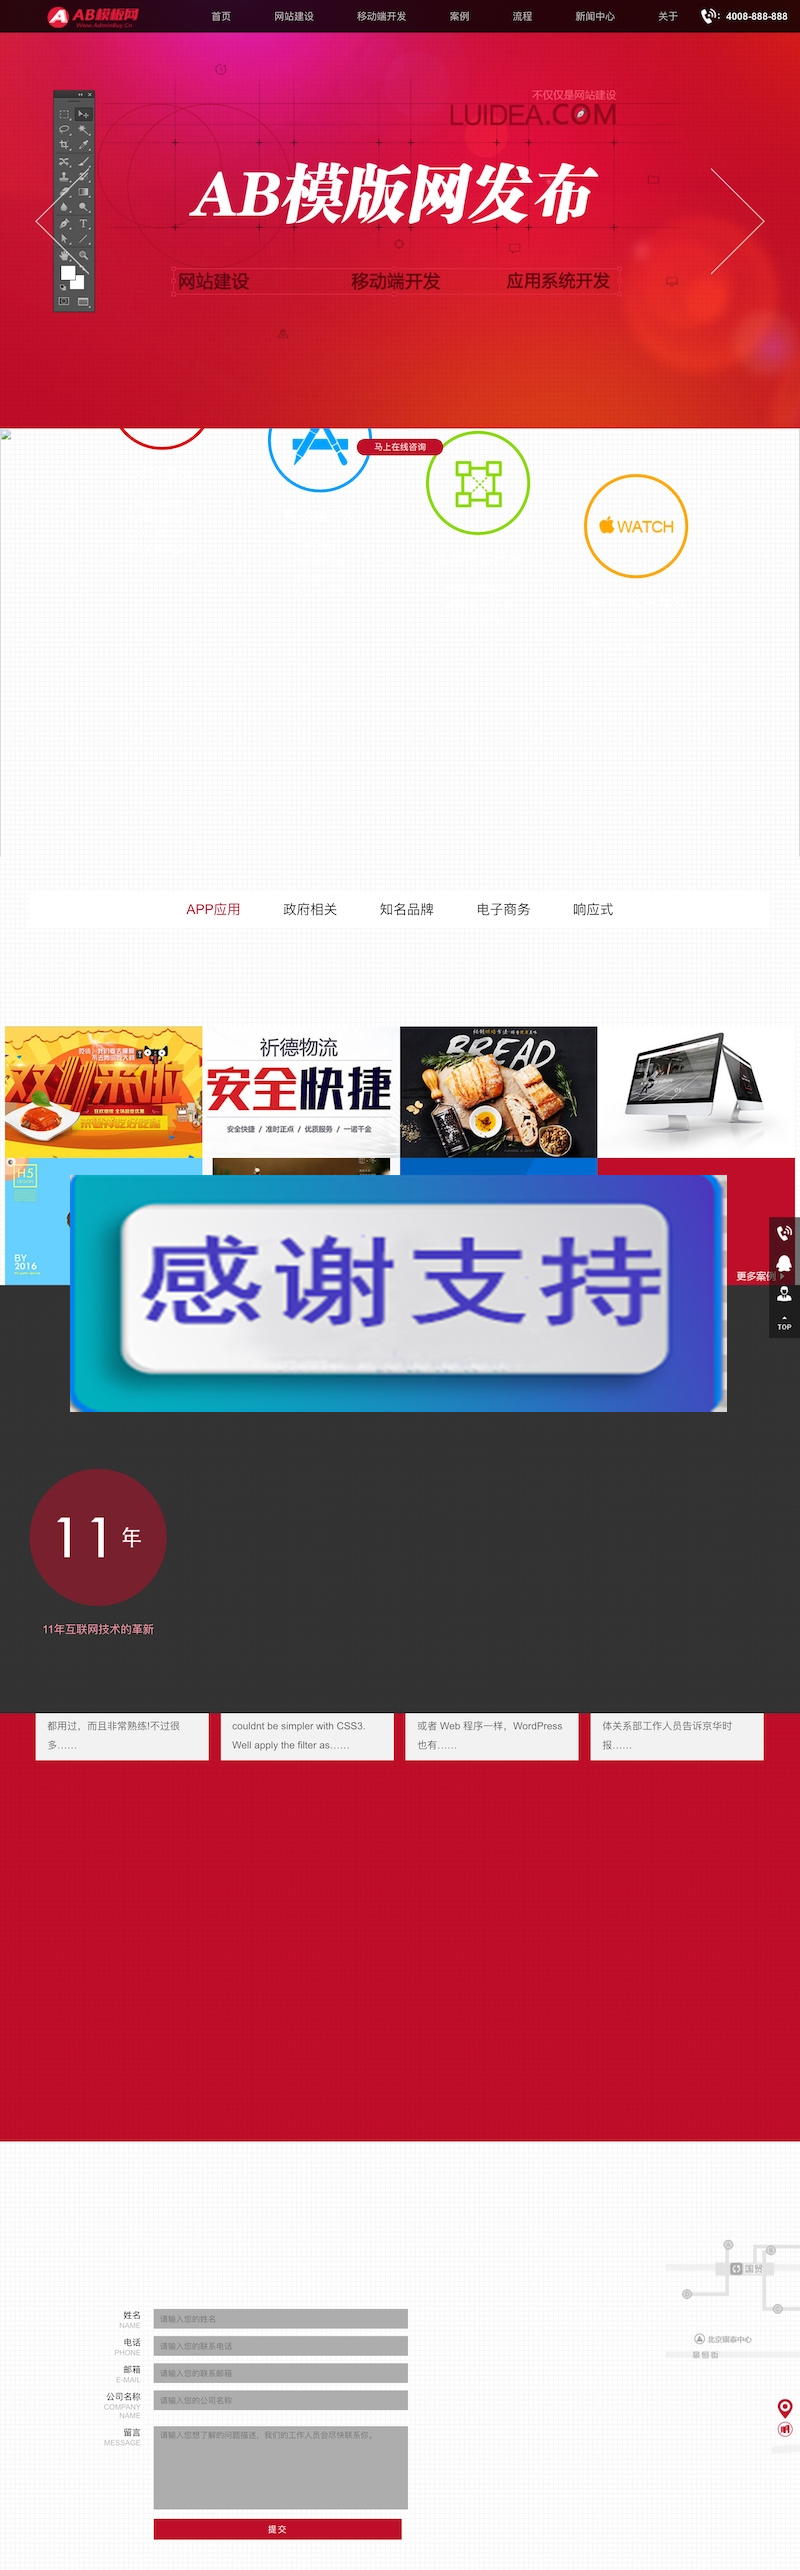 AB模板网
Www.Adminbuy.Cn
首页 网站建设 移动端开发 案例 流程 新闻中心 关于 : 4008-888-888
不仅仅是网站建设
LUIDEA.COM
AB模版网发布
网站建设 移动端开发 应用系统开发
马上在线咨询
WATCH
APP应用 政府相关 知名品牌 电子商务 响应式
双11来啦
祈德物流
安全快捷
安全快捷 / 准时正点 / 优质服务 / 一诺千金
BREAD
H5
DESIGN
BY
2016
更多案例
感谢支持
TOP
11 年
11年互联网技术的革新
都用过，而且非常熟练!不过很
多……
couldnt be simpler with CSS3.
Well apply the filter as……
或者 Web 程序一样，WordPress
也有……
体关系部工作人员告诉京华时
报……
国贸
北京银泰中心
姓名
NAME
请输入您的姓名
电话
PHONE
请输入您的联系电话
邮箱
E-MAIL
请输入您的联系邮箱
公司名称
COMPANY
NAME
请输入您的公司名称
留言
MESSAGE
请输入您想了解的问题描述，我们的工作人员会尽快联系你。
提交